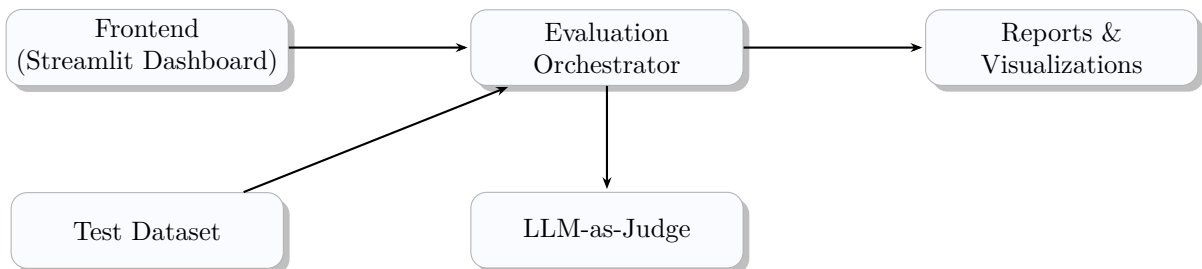 Frontend
(Streamlit Dashboard)
Evaluation
Orchestrator
Reports &
Visualizations
Test Dataset
LLM-as-Judge